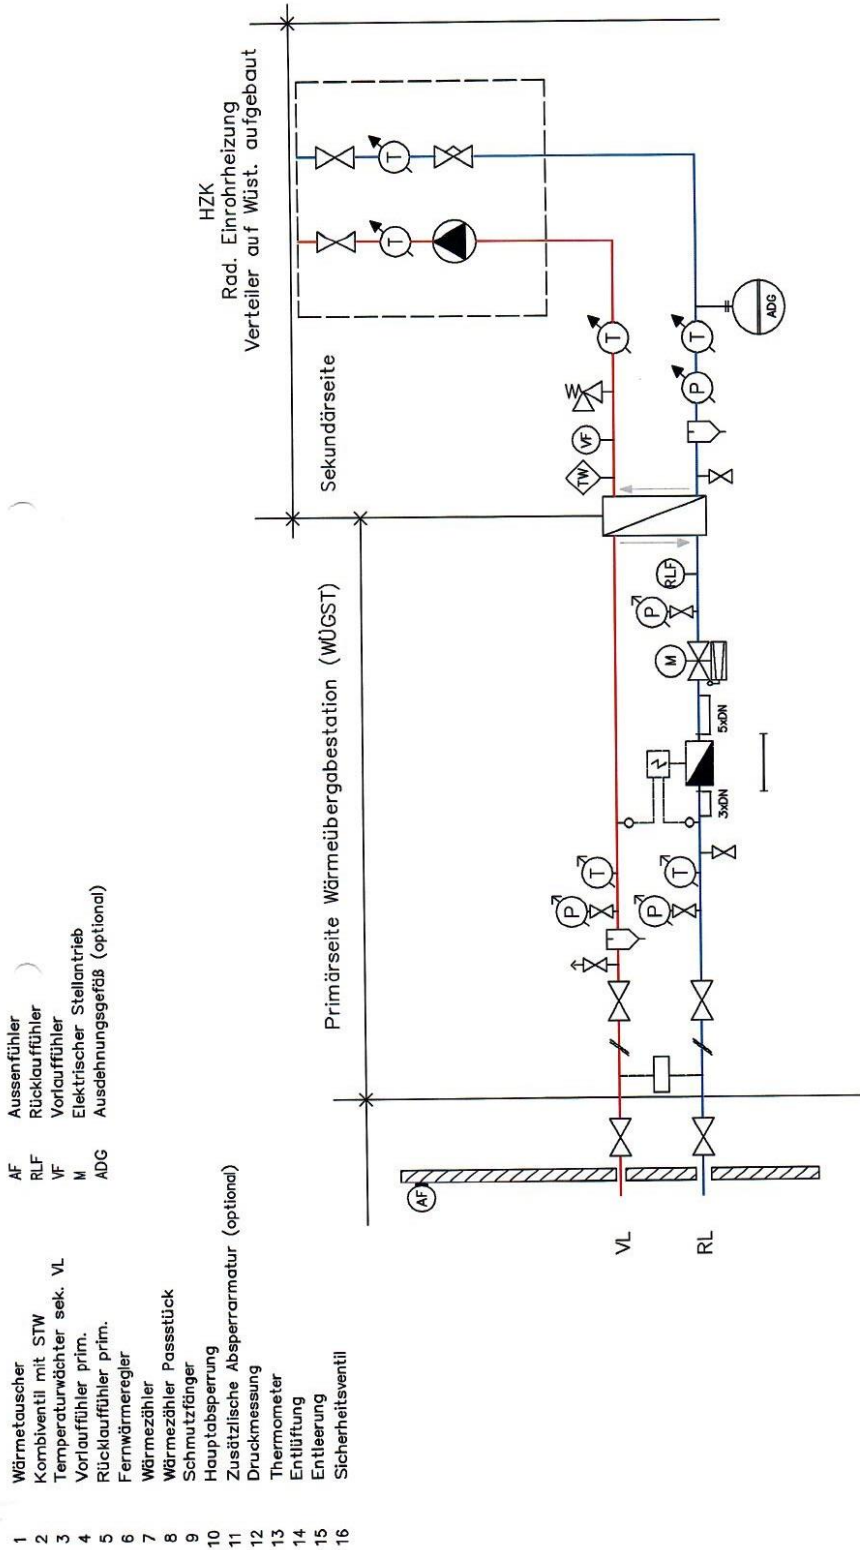 1 Wärmetauscher
2 Kombiventil mit STW
3 Temperaturwächter sek. VL
4 Vorlauffühler prim.
5 Rücklauffühler prim.
6 Fernwärmeregler
7 Wärmezähler
8 Wärmezähler Passstück
9 Schmutzfänger
10 Hauptabsperrung
11 Zusätzlische Absperrarmatur (optional)
12 Druckmessung
13 Thermometer
14 Entlüftung
15 Entleerung
16 Sicherheitsventil
AF Aussenfühler
RLF Rücklauffühler
VF Vorlauffühler
M Elektrischer Stellantrieb
ADG Ausdehnungsgefäß (optional)
HZK
Rad. Einrohrheizung
Verteiler auf Wüst. aufgebaut
Primärseite Wärmeübergabestation (WÜGST)
Sekundärseite
AF
VL
RL
P
T
P
T
3xDN
5xDN
M
P
RLF
TW
VF
T
P
T
ADG
T
T